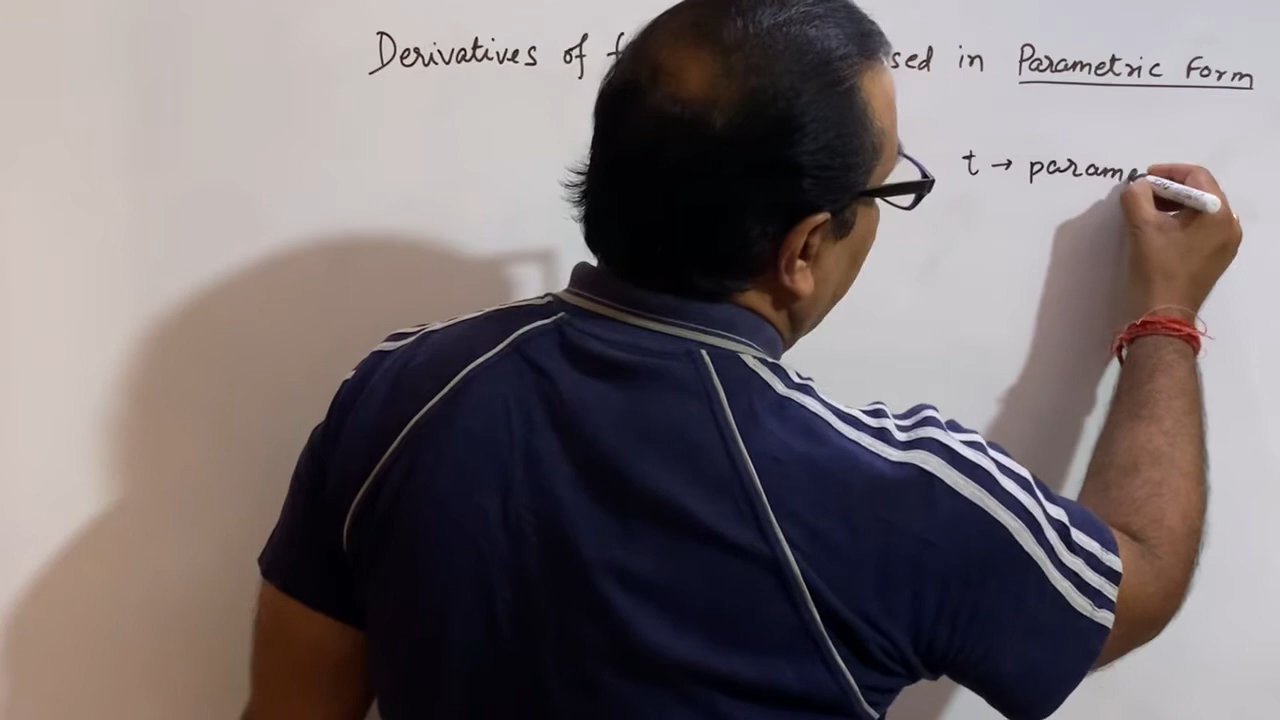 Derivatives of sed in Parametric Form
t → parame